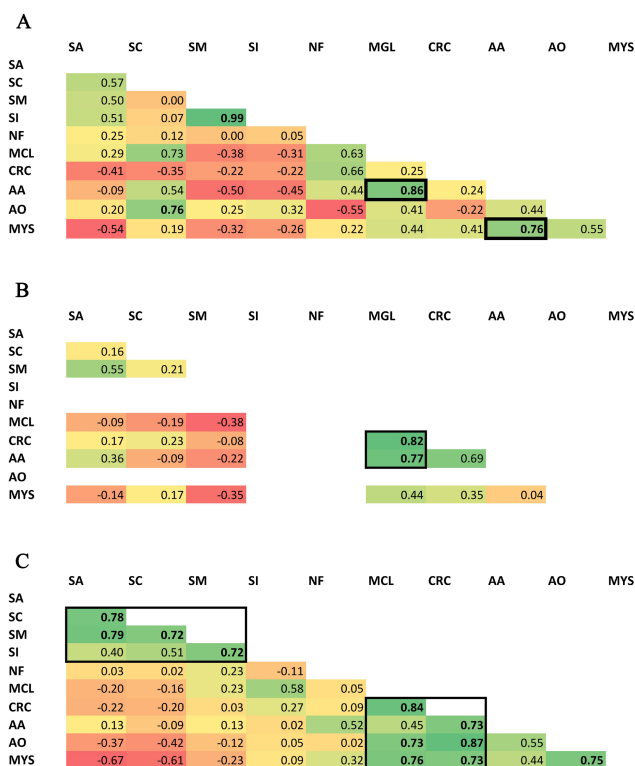 A
SA SC SM SI NF MGL CRC AA AO MYS
SA
SC 0.57
SM 0.50 0.00
SI 0.51 0.07 0.99
NF 0.25 0.12 0.00 0.05
MCL 0.29 0.73 -0.38 -0.31 0.63
CRC -0.41 -0.35 -0.22 -0.22 0.66 0.25
AA -0.09 0.54 -0.50 -0.45 0.44 0.86 0.24
AO 0.20 0.76 0.25 0.32 -0.55 0.41 -0.22 0.44
MYS -0.54 0.19 -0.32 -0.26 0.22 0.44 0.41 0.76 0.55
B
SA SC SM SI NF MGL CRC AA AO MYS
SA
SC 0.16
SM 0.55 0.21
SI
NF
MCL -0.09 -0.19 -0.38
CRC 0.17 0.23 -0.08 0.82
AA 0.36 -0.09 -0.22 0.77 0.69
AO
MYS -0.14 0.17 -0.35 0.44 0.35 0.04
C
SA SC SM SI NF MCL CRC AA AO MYS
SA
SC 0.78
SM 0.79 0.72
SI 0.40 0.51 0.72
NF 0.03 0.02 0.23 -0.11
MCL -0.20 -0.16 0.23 0.58 0.05
CRC -0.22 -0.20 0.03 0.27 0.09 0.84
AA 0.13 -0.09 0.13 0.02 0.52 0.45 0.73
AO -0.37 -0.42 -0.12 0.05 0.02 0.73 0.87 0.55
MYS -0.67 -0.61 -0.23 0.09 0.32 0.76 0.73 0.44 0.75